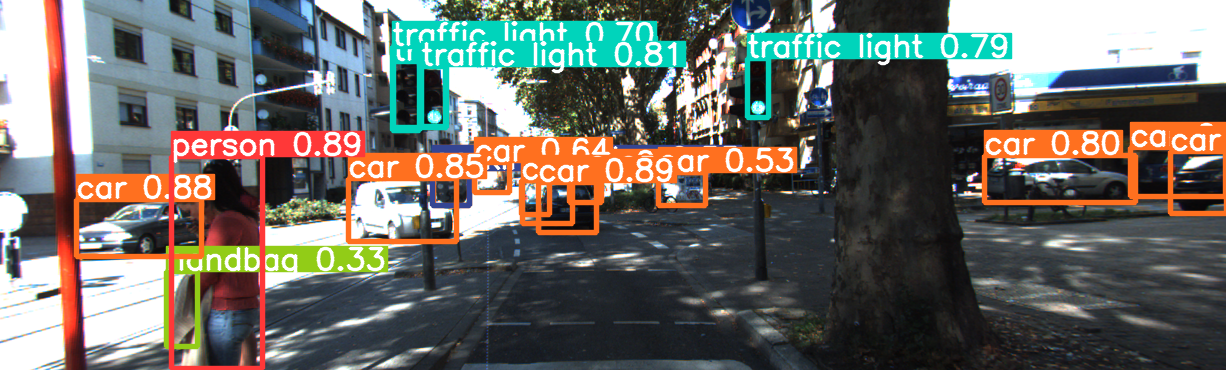 traffic light 0.70
traffic light 0.81
traffic light 0.79
person 0.89
car 0.64
car 0.85
car 0.89
car 0.53
car 0.80
ca
car
car 0.88
handbag 0.33